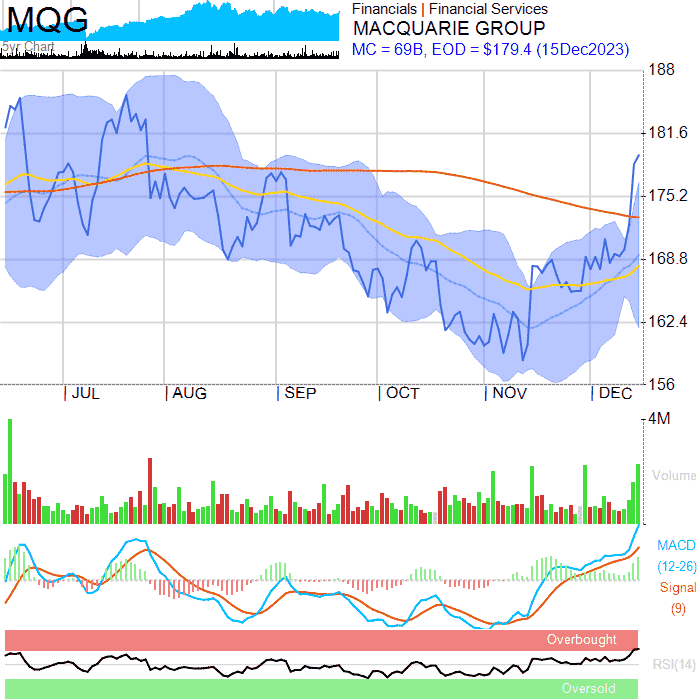 MQG
5yr Chart
Financials | Financial Services
MACQUARIE GROUP
MC = 69B, EOD = $179.4 (15Dec2023)
188
181.6
175.2
168.8
162.4
156
| JUL | AUG | SEP | OCT | NOV | DEC
4M
Volume
MACD
(12-26)
Signal
(9)
Overbought
RSI(14)
Oversold